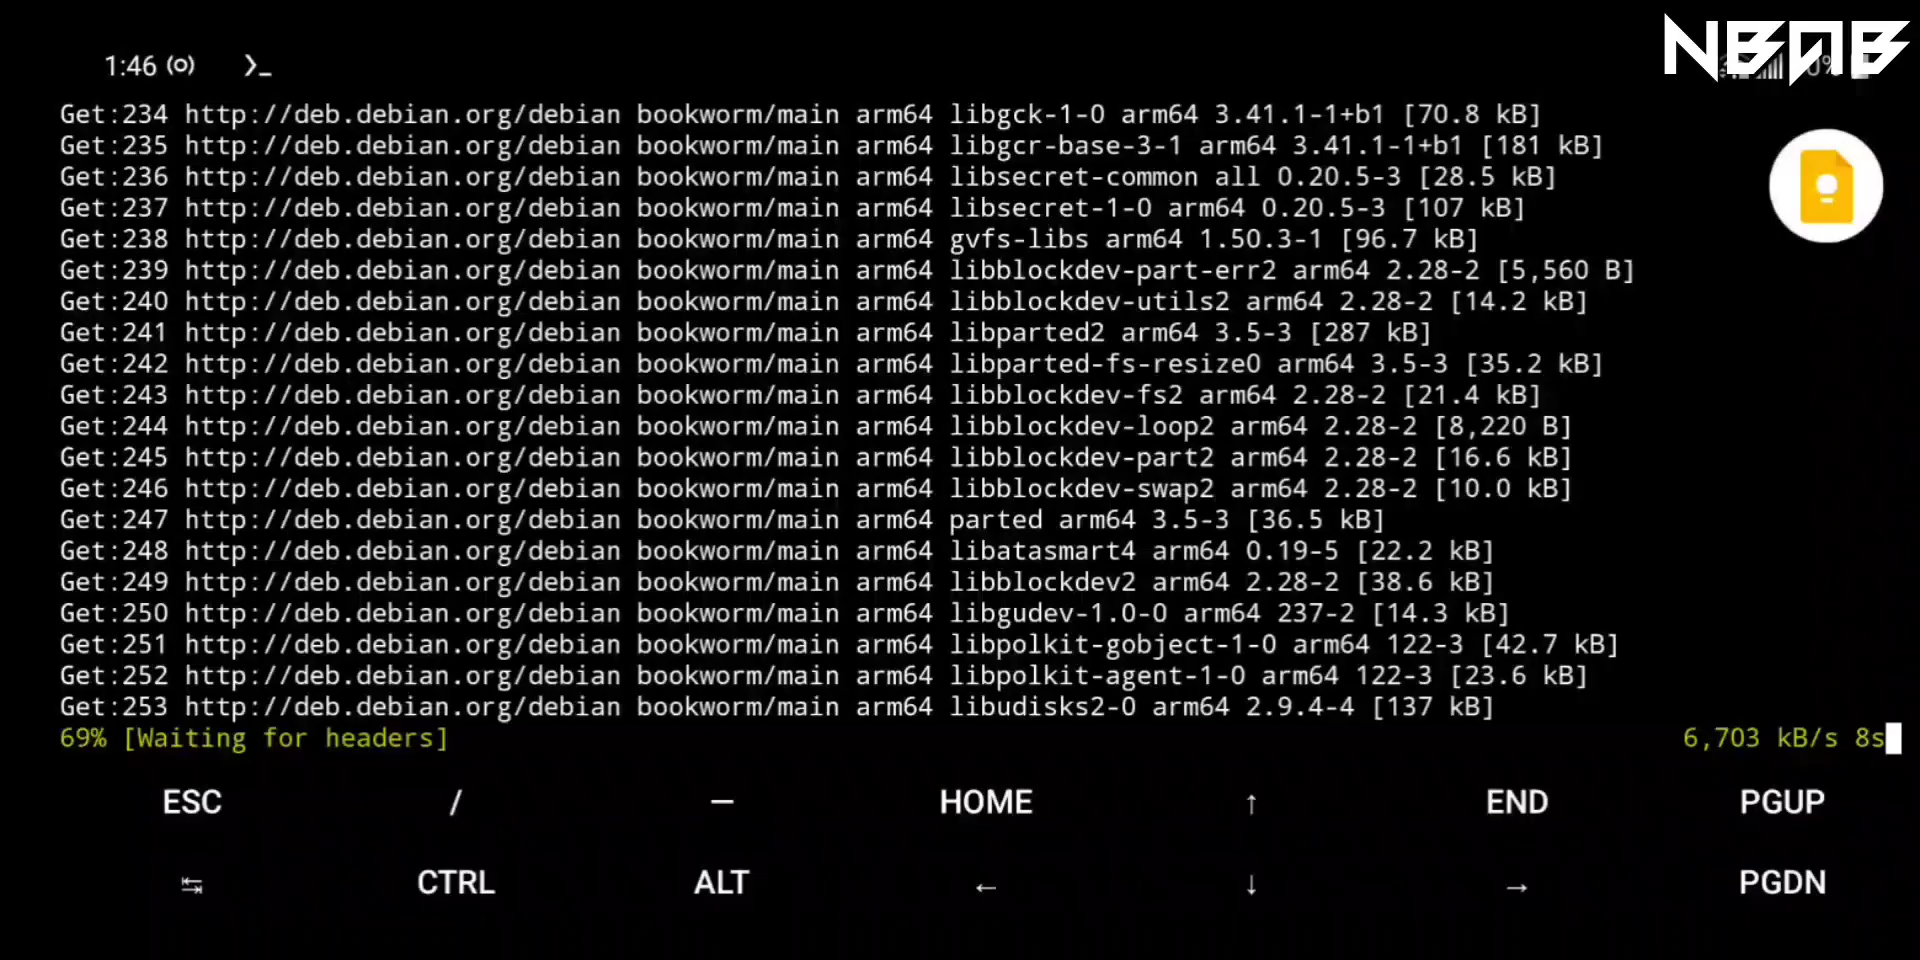 NBAB
1:46
Get:234 http://deb.debian.org/debian bookworm/main arm64 libgck-1-0 arm64 3.41.1-1+b1 [70.8 kB]
Get:235 http://deb.debian.org/debian bookworm/main arm64 libgcr-base-3-1 arm64 3.41.1-1+b1 [181 kB]
Get:236 http://deb.debian.org/debian bookworm/main arm64 libsecret-common all 0.20.5-3 [28.5 kB]
Get:237 http://deb.debian.org/debian bookworm/main arm64 libsecret-1-0 arm64 0.20.5-3 [107 kB]
Get:238 http://deb.debian.org/debian bookworm/main arm64 gvfs-libs arm64 1.50.3-1 [96.7 kB]
Get:239 http://deb.debian.org/debian bookworm/main arm64 libblockdev-part-err2 arm64 2.28-2 [5,560 B]
Get:240 http://deb.debian.org/debian bookworm/main arm64 libblockdev-utils2 arm64 2.28-2 [14.2 kB]
Get:241 http://deb.debian.org/debian bookworm/main arm64 libparted2 arm64 3.5-3 [287 kB]
Get:242 http://deb.debian.org/debian bookworm/main arm64 libparted-fs-resize0 arm64 3.5-3 [35.2 kB]
Get:243 http://deb.debian.org/debian bookworm/main arm64 libblockdev-fs2 arm64 2.28-2 [21.4 kB]
Get:244 http://deb.debian.org/debian bookworm/main arm64 libblockdev-loop2 arm64 2.28-2 [8,220 B]
Get:245 http://deb.debian.org/debian bookworm/main arm64 libblockdev-part2 arm64 2.28-2 [16.6 kB]
Get:246 http://deb.debian.org/debian bookworm/main arm64 libblockdev-swap2 arm64 2.28-2 [10.0 kB]
Get:247 http://deb.debian.org/debian bookworm/main arm64 parted arm64 3.5-3 [36.5 kB]
Get:248 http://deb.debian.org/debian bookworm/main arm64 libatasmart4 arm64 0.19-5 [22.2 kB]
Get:249 http://deb.debian.org/debian bookworm/main arm64 libblockdev2 arm64 2.28-2 [38.6 kB]
Get:250 http://deb.debian.org/debian bookworm/main arm64 libgudev-1.0-0 arm64 237-2 [14.3 kB]
Get:251 http://deb.debian.org/debian bookworm/main arm64 libpolkit-gobject-1-0 arm64 122-3 [42.7 kB]
Get:252 http://deb.debian.org/debian bookworm/main arm64 libpolkit-agent-1-0 arm64 122-3 [23.6 kB]
Get:253 http://deb.debian.org/debian bookworm/main arm64 libudisks2-0 arm64 2.9.4-4 [137 kB]
69% [Waiting for headers] 6,703 kB/s 8s
ESC / — HOME ↑ END PGUP
↹ CTRL ALT ← ↓ → PGDN